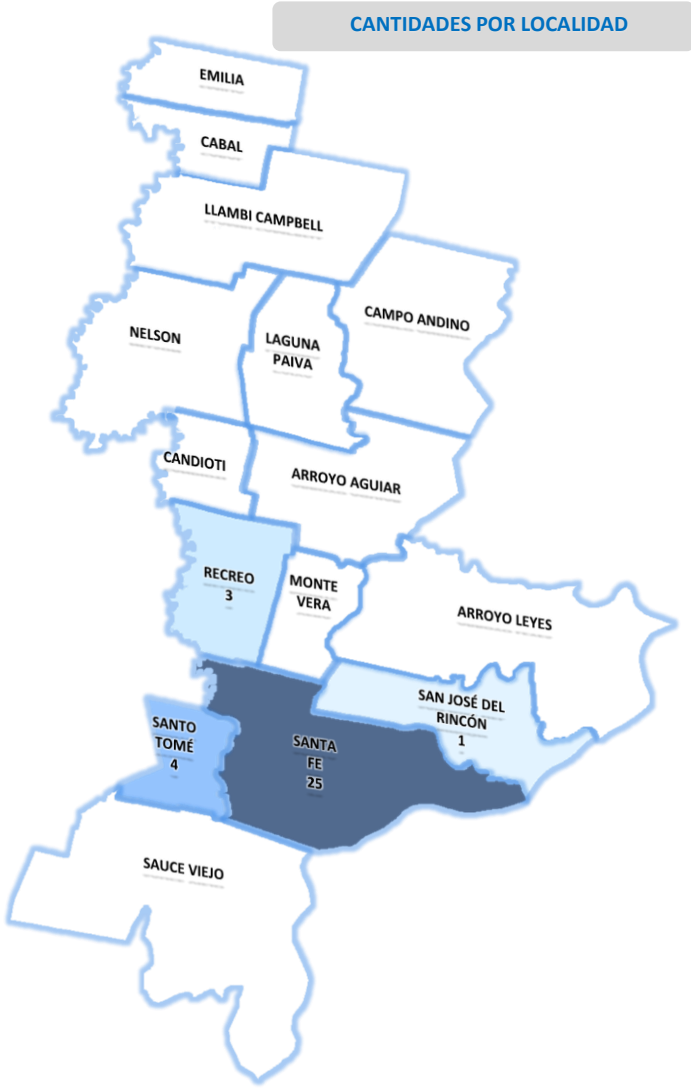 CANTIDADES POR LOCALIDAD
EMILIA
CABAL
LLAMBI CAMPBELL
CAMPO ANDINO
NELSON
LAGUNA
PAIVA
CANDIOTI
ARROYO AGUIAR
RECREO
3
MONTE
VERA
ARROYO LEYES
SAN JOSÉ DEL
RINCÓN
1
SANTO
TOMÉ
4
SANTA
FE
25
SAUCE VIEJO